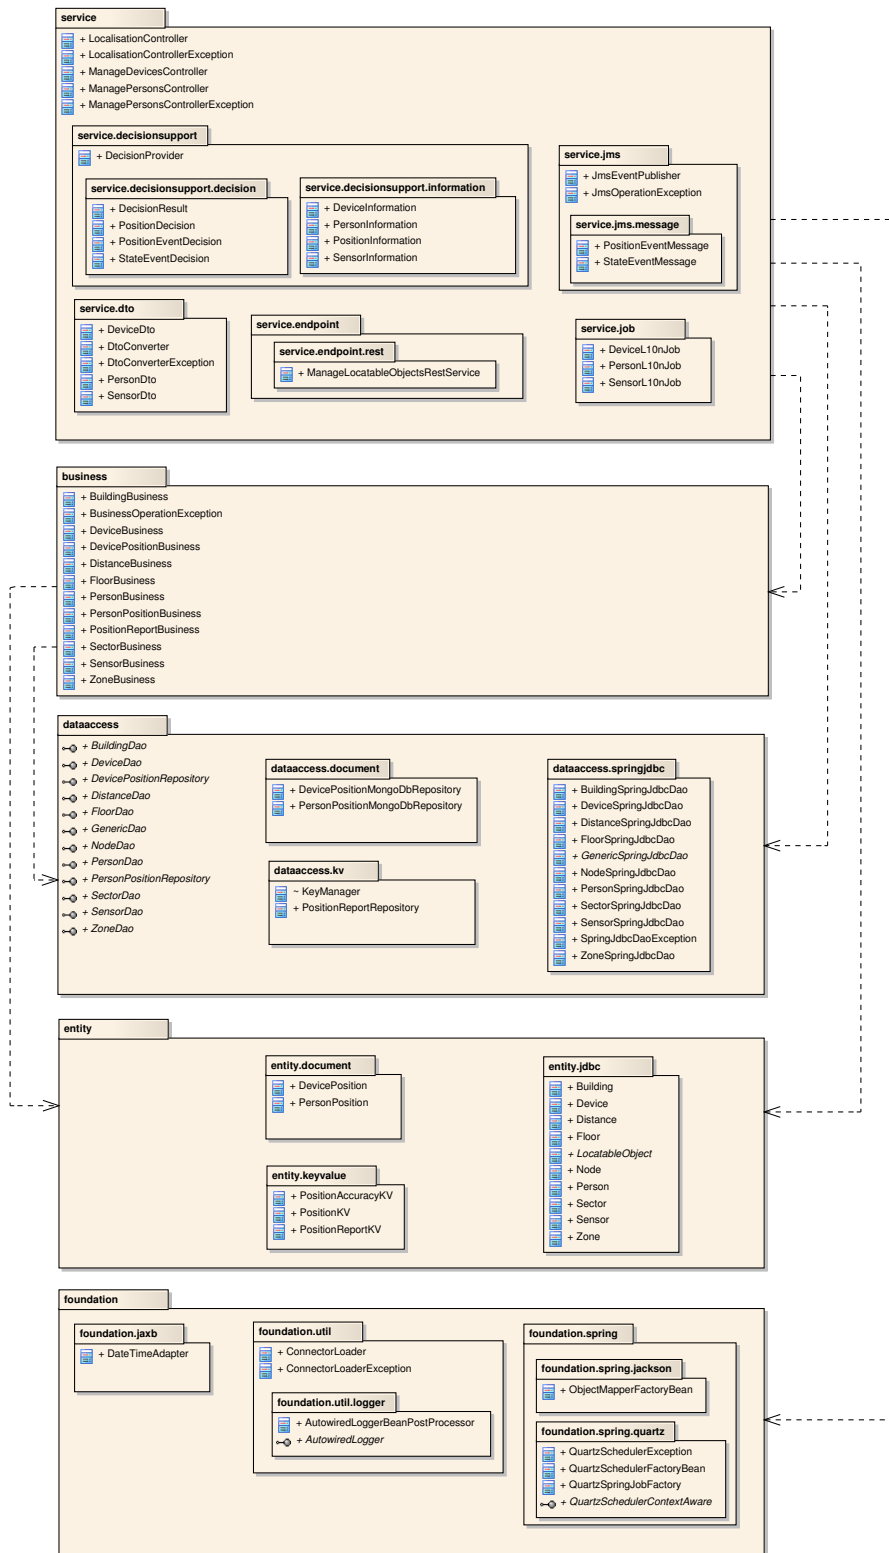 service
+ LocalisationController
+ LocalisationControllerException
+ ManageDevicesController
+ ManagePersonsController
+ ManagePersonsControllerException
service.decisionsupport
+ DecisionProvider
service.decisionsupport.decision
+ DecisionResult
+ PositionDecision
+ PositionEventDecision
+ StateEventDecision
service.decisionsupport.information
+ DeviceInformation
+ PersonInformation
+ PositionInformation
+ SensorInformation
service.jms
+ JmsEventPublisher
+ JmsOperationException
service.jms.message
+ PositionEventMessage
+ StateEventMessage
service.dto
+ DeviceDto
+ DtoConverter
+ DtoConverterException
+ PersonDto
+ SensorDto
service.endpoint
service.endpoint.rest
+ ManageLocatableObjectsRestService
service.job
+ DeviceL10nJob
+ PersonL10nJob
+ SensorL10nJob
business
+ BuildingBusiness
+ BusinessOperationException
+ DeviceBusiness
+ DevicePositionBusiness
+ DistanceBusiness
+ FloorBusiness
+ PersonBusiness
+ PersonPositionBusiness
+ PositionReportBusiness
+ SectorBusiness
+ SensorBusiness
+ ZoneBusiness
dataaccess
+ BuildingDao
+ DeviceDao
+ DevicePositionRepository
+ DistanceDao
+ FloorDao
+ GenericDao
+ NodeDao
+ PersonDao
+ PersonPositionRepository
+ SectorDao
+ SensorDao
+ ZoneDao
dataaccess.document
+ DevicePositionMongoDbRepository
+ PersonPositionMongoDbRepository
dataaccess.kv
~ KeyManager
+ PositionReportRepository
dataaccess.springjdbc
+ BuildingSpringJdbcDao
+ DeviceSpringJdbcDao
+ DistanceSpringJdbcDao
+ FloorSpringJdbcDao
+ GenericSpringJdbcDao
+ NodeSpringJdbcDao
+ PersonSpringJdbcDao
+ SectorSpringJdbcDao
+ SensorSpringJdbcDao
+ SpringJdbcDaoException
+ ZoneSpringJdbcDao
entity
entity.document
+ DevicePosition
+ PersonPosition
entity.keyvalue
+ PositionAccuracyKV
+ PositionKV
+ PositionReportKV
entity.jdbc
+ Building
+ Device
+ Distance
+ Floor
+ LocatableObject
+ Node
+ Person
+ Sector
+ Sensor
+ Zone
foundation
foundation.jaxb
+ DateTimeAdapter
foundation.util
+ ConnectorLoader
+ ConnectorLoaderException
foundation.util.logger
+ AutowiredLoggerBeanPostProcessor
+ AutowiredLogger
foundation.spring
foundation.spring.jackson
+ ObjectMapperFactoryBean
foundation.spring.quartz
+ QuartzSchedulerException
+ QuartzSchedulerFactoryBean
+ QuartzSpringJobFactory
+ QuartzSchedulerContextAware